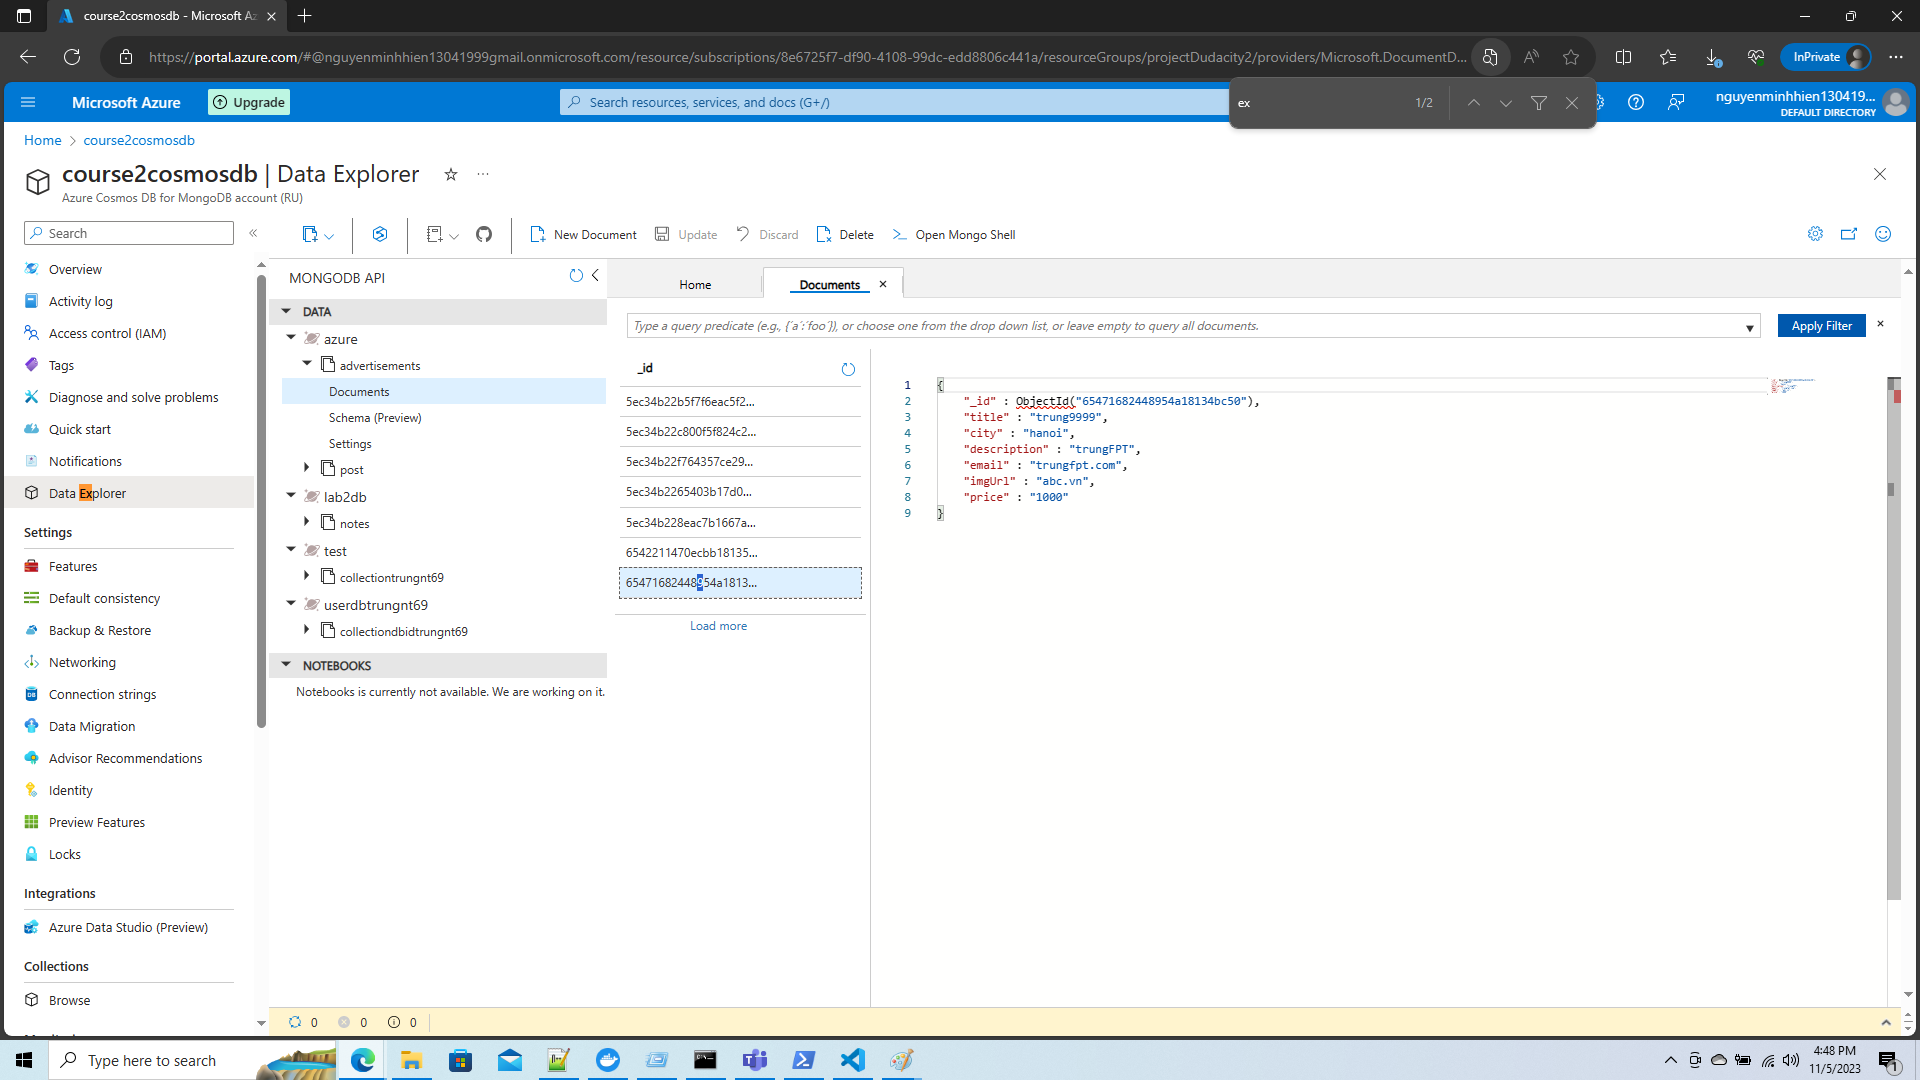 course2cosmosdb - Microsoft Az
https://portal.azure.com/#@nguyenminhhien13041999gmail.onmicrosoft.com/resource/subscriptions/8e6725f7-df90-4108-99dc-edd8806c441a/resourceGroups/projectDudacity2/providers/Microsoft.DocumentD...
InPrivate
Microsoft Azure
Upgrade
Search resources, services, and docs (G+/)
ex
1/2
nguyenminhhien130419...
DEFAULT DIRECTORY
Home > course2cosmosdb
course2cosmosdb | Data Explorer
Azure Cosmos DB for MongoDB account (RU)
Search
New Document
Update
Discard
Delete
Open Mongo Shell
Overview
Activity log
Access control (IAM)
Tags
Diagnose and solve problems
Quick start
Notifications
Data Explorer
Settings
Features
Default consistency
Backup & Restore
Networking
Connection strings
Data Migration
Advisor Recommendations
Identity
Preview Features
Locks
Integrations
Azure Data Studio (Preview)
Collections
Browse
MONGODB API
DATA
azure
advertisements
Documents
Schema (Preview)
Settings
post
lab2db
notes
test
collectiontrungnt69
userdbtrungnt69
collectiondbidtrungnt69
NOTEBOOKS
Notebooks is currently not available. We are working on it.
Home
Documents
Type a query predicate (e.g., {´a´:´foo´}), or choose one from the drop down list, or leave empty to query all documents.
Apply Filter
_id
5ec34b22b5f7f6eac5f2...
5ec34b22c800f5f824c2...
5ec34b22f764357ce29...
5ec34b2265403b17d0...
5ec34b228eac7b1667a...
6542211470ecbb18135...
65471682448954a1813...
Load more
1 {
2 "_id" : ObjectId("65471682448954a18134bc50"),
3 "title" : "trung9999",
4 "city" : "hanoi",
5 "description" : "trungFPT",
6 "email" : "trungfpt.com",
7 "imgUrl" : "abc.vn",
8 "price" : "1000"
9 }
0
0
0
Type here to search
4:48 PM
11/5/2023
1